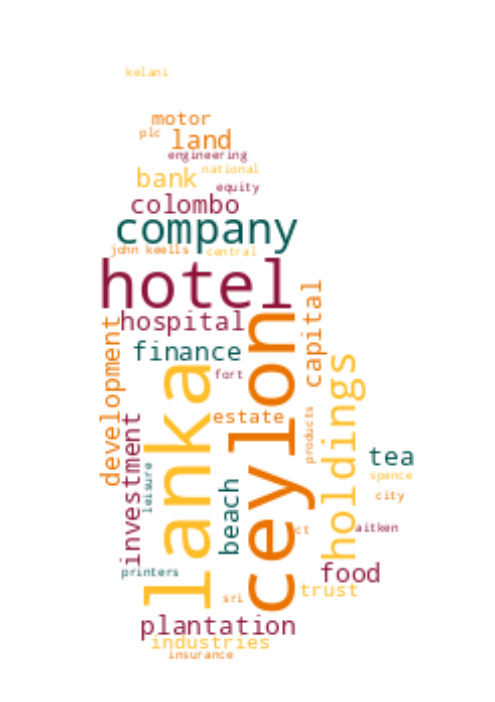 kelani
motor
plc
land
engineering
national
bank
equity
colombo
company
john keells
central
hotel
capital
hospital
development
ceylon
finance
holdings
lanka
fort
estate
products
investment
tea
leisure
spence
beach
city
ct
aitken
printers
food
trust
sri
plantation
industries
insurance